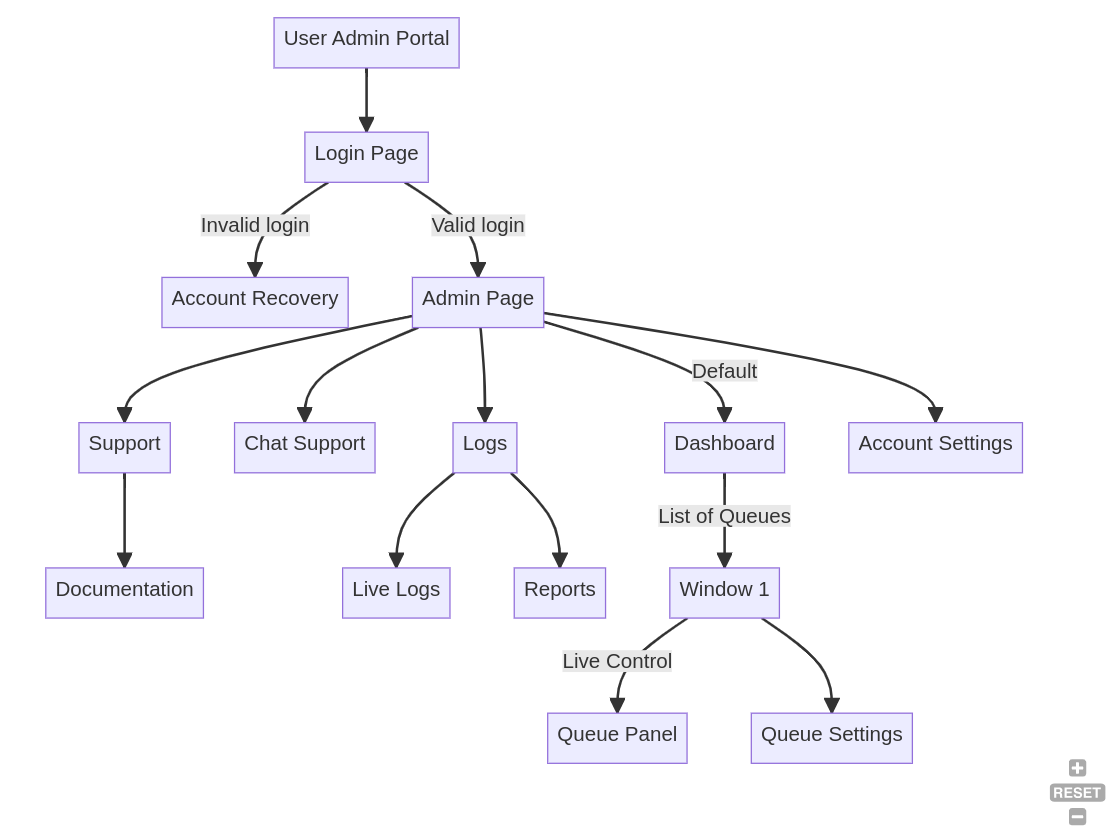 User Admin Portal
Login Page
Invalid login
Valid login
Account Recovery
Admin Page
Default
Support
Chat Support
Logs
Dashboard
Account Settings
List of Queues
Documentation
Live Logs
Reports
Window 1
Live Control
Queue Panel
Queue Settings
RESET